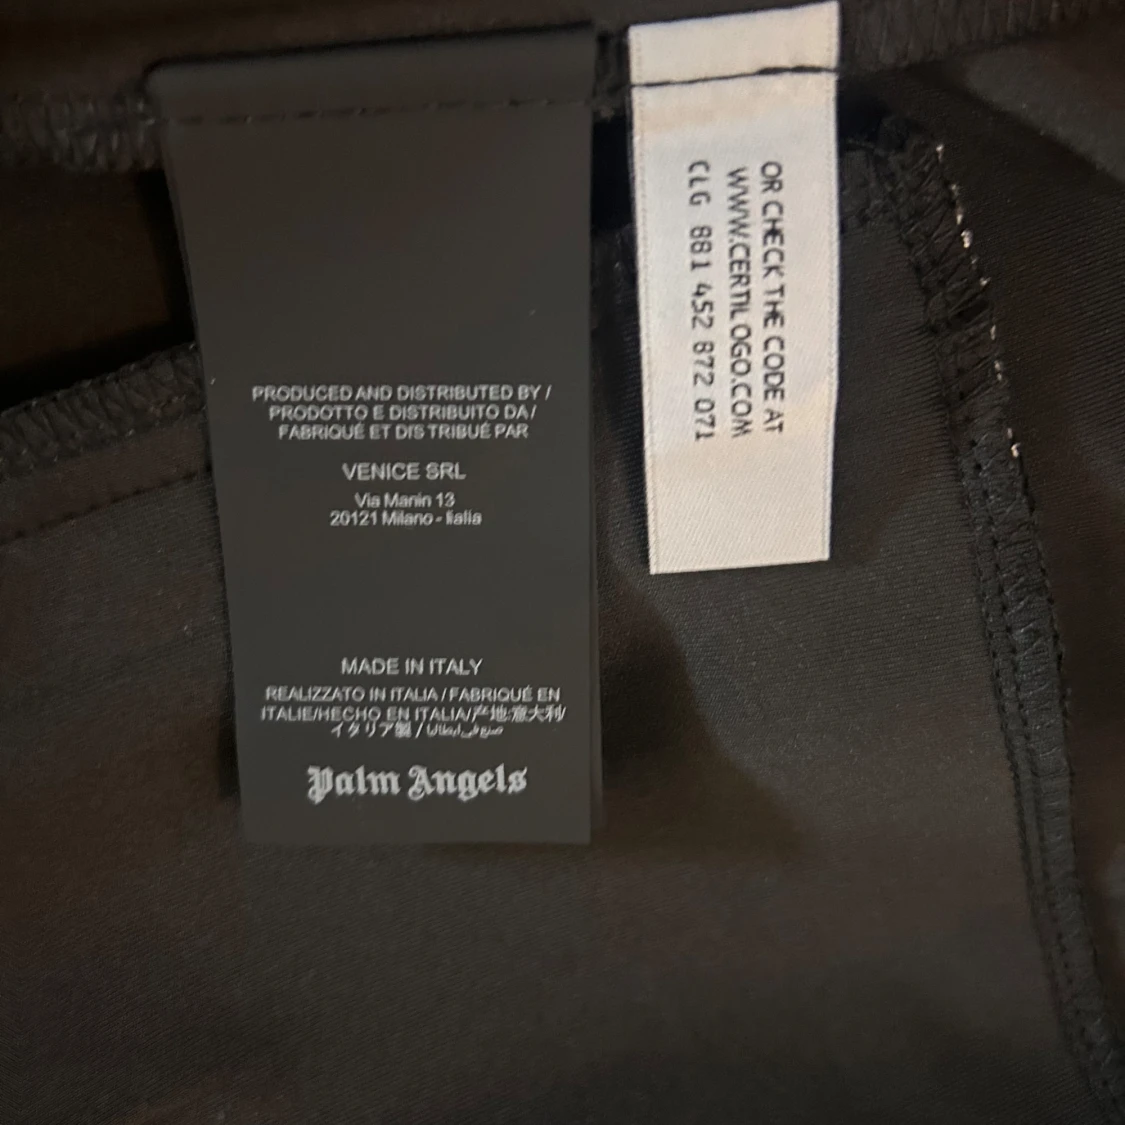 PRODUCED AND DISTRIBUTED BY /
PRODOTTO E DISTRIBUITO DA /
FABRIQUÉ ET DISTRIBUÉ PAR
VENICE SRL
Via Manin 13
20121 Milano - Italia
MADE IN ITALY
REALIZZATO IN ITALIA / FABRIQUÉ EN
ITALIE/HECHO EN ITALIA/产地:意大利/
イタリア製 /
Palm Angels
OR CHECK THE CODE AT
WWW.CERTILOGO.COM
CLG 881 452 872 071